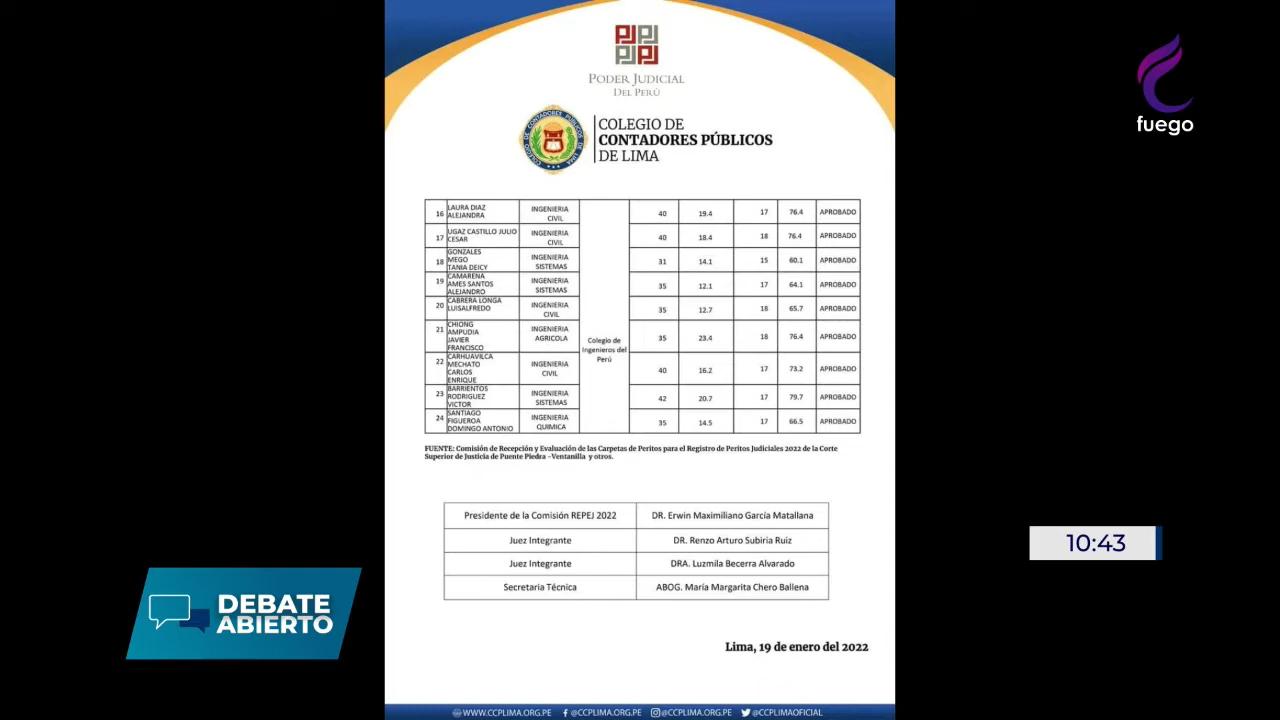 PJPJ
PJPJ
PODER JUDICIAL
DEL PERÚ
fuego
COLEGIO DE
CONTADORES PÚBLICOS
DE LIMA
16 LAURA DIAZ ALEJANDRA INGENIERIA CIVIL 40 19.4 17 76.4 APROBADO
17 UGAZ CASTILLO JULIO CESAR INGENIERIA CIVIL 40 18.4 18 76.4 APROBADO
18 GONZALES MEGO TANIA DEICY INGENIERIA SISTEMAS 31 14.1 15 60.1 APROBADO
19 CAMARENA AMES SANTOS ALEJANDRO INGENIERIA SISTEMAS 35 12.1 17 64.1 APROBADO
20 CABRERA LONGA LUISALFREDO INGENIERIA CIVIL 35 12.7 18 65.7 APROBADO
21 CHIONG AMPUDIA JAVIER FRANCISCO INGENIERIA AGRICOLA 35 23.4 18 76.4 APROBADO
Colegio de
Ingenieros del
Perú
22 CARHUAVILCA MECHATO CARLOS ENRIQUE INGENIERIA CIVIL 40 16.2 17 73.2 APROBADO
23 BARRIENTOS RODRIGUEZ VICTOR INGENIERIA SISTEMAS 42 20.7 17 79.7 APROBADO
24 SANTIAGO FIGUEROA DOMINGO ANTONIO INGENIERIA QUIMICA 35 14.5 17 66.5 APROBADO
FUENTE: Comisión de Recepción y Evaluación de las Carpetas de Peritos para el Registro de Peritos Judiciales 2022 de la Corte
Superior de Justicia de Puente Piedra –Ventanilla y otros.
Presidente de la Comisión REPEJ 2022 DR. Erwin Maximiliano García Matallana
Juez Integrante DR. Renzo Arturo Subiria Ruiz
Juez Integrante DRA. Luzmila Becerra Alvarado
Secretaria Técnica ABOG. María Margarita Chero Ballena
10:43
DEBATE
ABIERTO
Lima, 19 de enero del 2022
WWW.CCPLIMA.ORG.PE @CCPLIMA.ORG.PE @CCPLIMA.ORG.PE @CCPLIMAOFICIAL